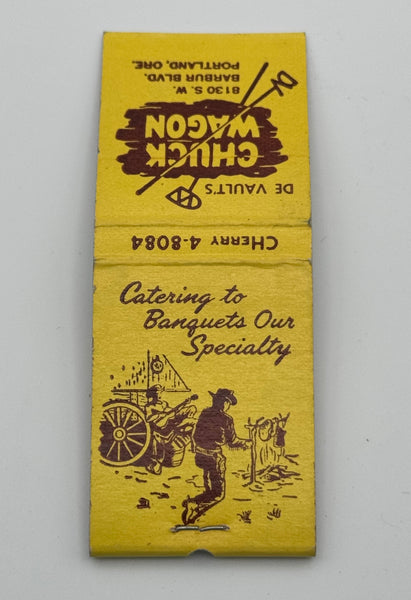 DE VAULT'S
CHUCK
WAGON
8130 S. W.
BARBUR BLVD.
PORTLAND, ORE.
CHERRY 4-8084
Catering to
Banquets Our
Specialty